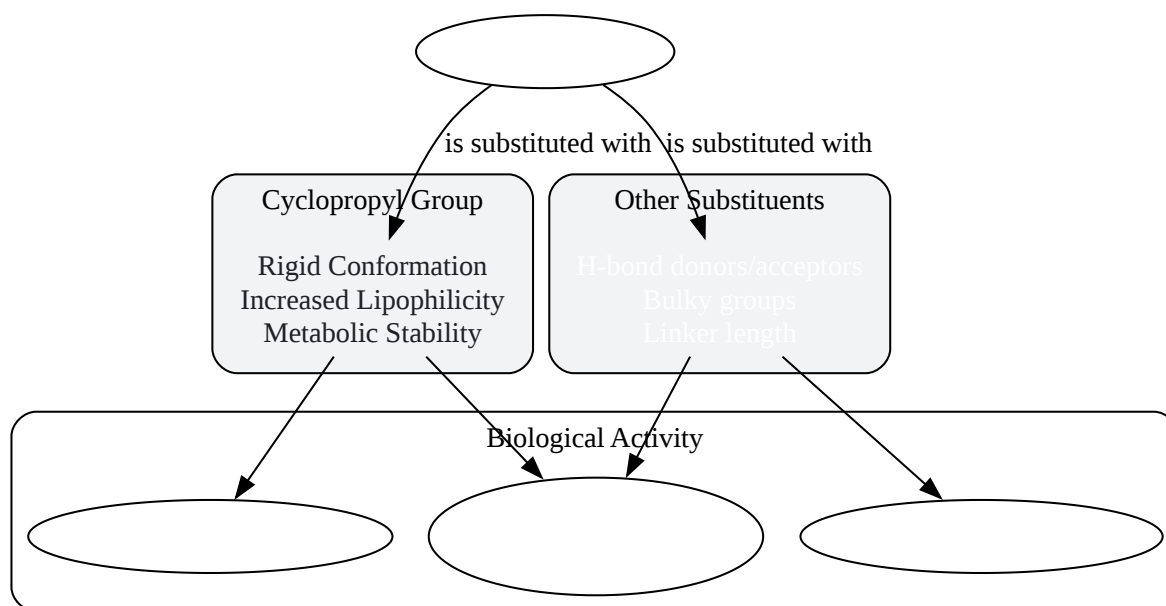 is substituted with
is substituted with
Cyclopropyl Group
Rigid Conformation
Increased Lipophilicity
Metabolic Stability
Other Substituents
H-bond donors/acceptors
Bulky groups
Linker length
Biological Activity